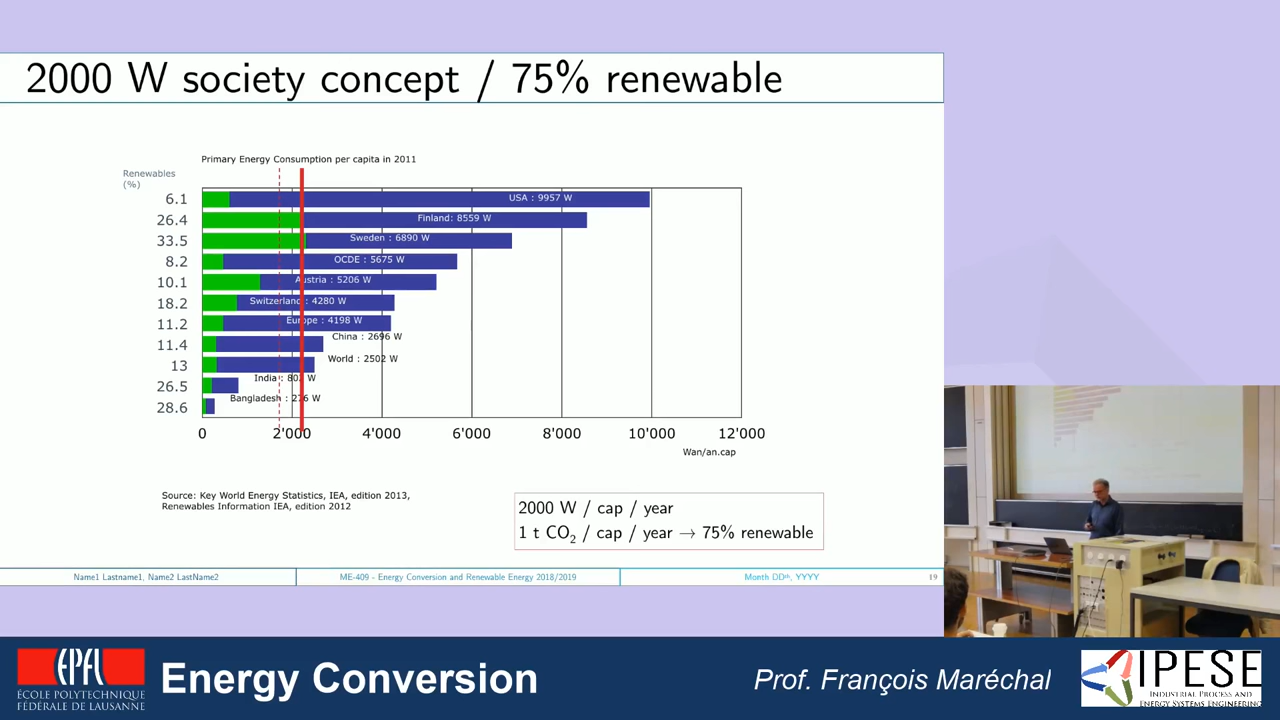 2000 W society concept / 75% renewable
Primary Energy Consumption per capita in 2011
Renewables
(%)
6.1 USA : 9957 W
26.4 Finland: 8559 W
33.5 Sweden : 6890 W
8.2 OCDE : 5675 W
10.1 Austria : 5206 W
18.2 Switzerland : 4280 W
11.2 Europe : 4198 W
11.4 China : 2696 W
13 World : 2502 W
26.5 India : 802 W
28.6 Bangladesh : 276 W
0 2'000 4'000 6'000 8'000 10'000 12'000
Wan/an.cap
Source: Key World Energy Statistics, IEA, edition 2013,
Renewables Information IEA, edition 2012
2000 W / cap / year
1 t CO2 / cap / year → 75% renewable
Name1 Lastname1, Name2 LastName2 ME-409 - Energy Conversion and Renewable Energy 2018/2019 Month DDth, YYYY 19
EPFL
ÉCOLE POLYTECHNIQUE
FÉDÉRALE DE LAUSANNE
Energy Conversion
Prof. François Maréchal
IPESE
Industrial Process and
Energy Systems Engineering